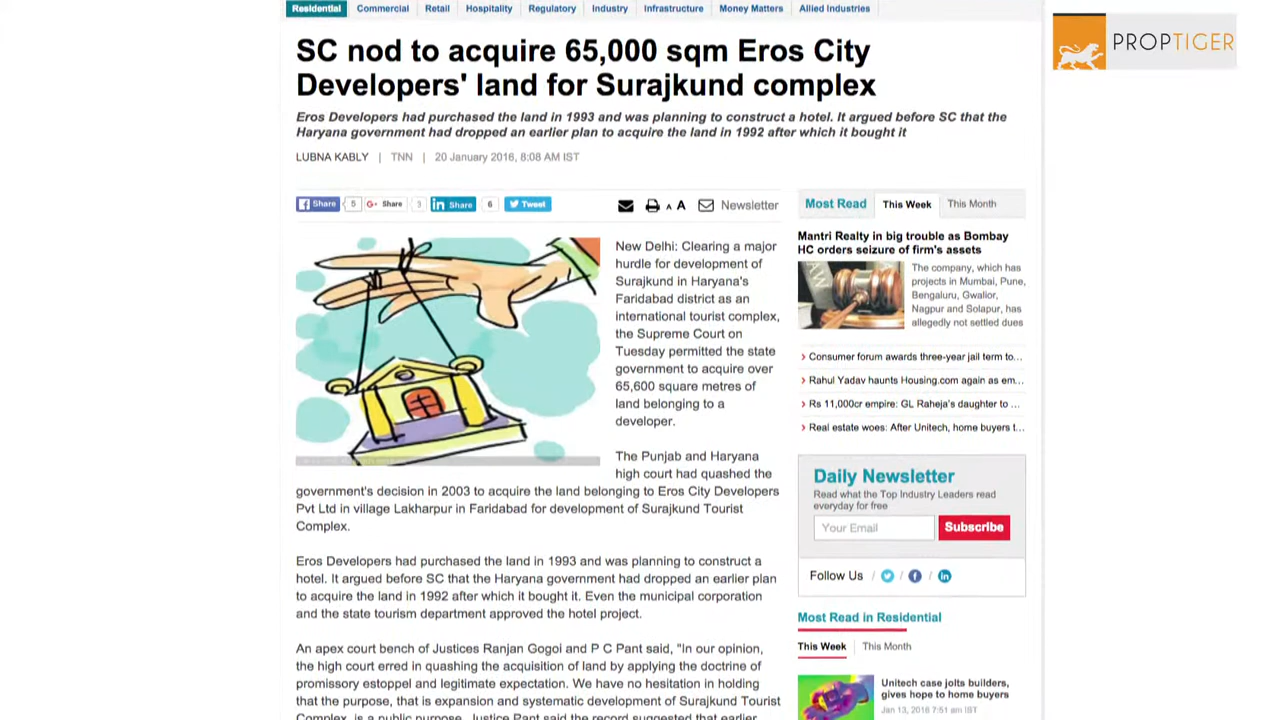 Residential Commercial Retail Hospitality Regulatory Industry Infrastructure Money Matters Allied Industries
PROPTIGER
SC nod to acquire 65,000 sqm Eros City
Developers' land for Surajkund complex
Eros Developers had purchased the land in 1993 and was planning to construct a hotel. It argued before SC that the
Haryana government had dropped an earlier plan to acquire the land in 1992 after which it bought it
LUBNA KABLY | TNN | 20 January 2016, 8:08 AM IST
Share 5 G+ Share 3 in Share 6 Tweet
A A Newsletter
New Delhi: Clearing a major
hurdle for development of
Surajkund in Haryana's
Faridabad district as an
international tourist complex,
the Supreme Court on
Tuesday permitted the state
government to acquire over
65,600 square metres of
land belonging to a
developer.
The Punjab and Haryana
high court had quashed the
government's decision in 2003 to acquire the land belonging to Eros City Developers
Pvt Ltd in village Lakharpur in Faridabad for development of Surajkund Tourist
Complex.
Eros Developers had purchased the land in 1993 and was planning to construct a
hotel. It argued before SC that the Haryana government had dropped an earlier plan
to acquire the land in 1992 after which it bought it. Even the municipal corporation
and the state tourism department approved the hotel project.
An apex court bench of Justices Ranjan Gogoi and P C Pant said, "In our opinion,
the high court erred in quashing the acquisition of land by applying the doctrine of
promissory estoppel and legitimate expectation. We have no hesitation in holding
that the purpose, that is expansion and systematic development of Surajkund Tourist
Complex, is a public purpose. Justice Pant said the record suggested that earlier
Most Read This Week This Month
Mantri Realty in big trouble as Bombay
HC orders seizure of firm's assets
The company, which has
projects in Mumbai, Pune,
Bengaluru, Gwalior,
Nagpur and Solapur, has
allegedly not settled dues
› Consumer forum awards three-year jail term to...
› Rahul Yadav haunts Housing.com again as em...
› Rs 11,000cr empire: GL Raheja's daughter to ...
› Real estate woes: After Unitech, home buyers t...
Daily Newsletter
Read what the Top Industry Leaders read
everyday for free
Your Email Subscribe
Follow Us / / f / in
Most Read in Residential
This Week This Month
Unitech case jolts builders,
gives hope to home buyers
Jan 13, 2016 7:51 am IST